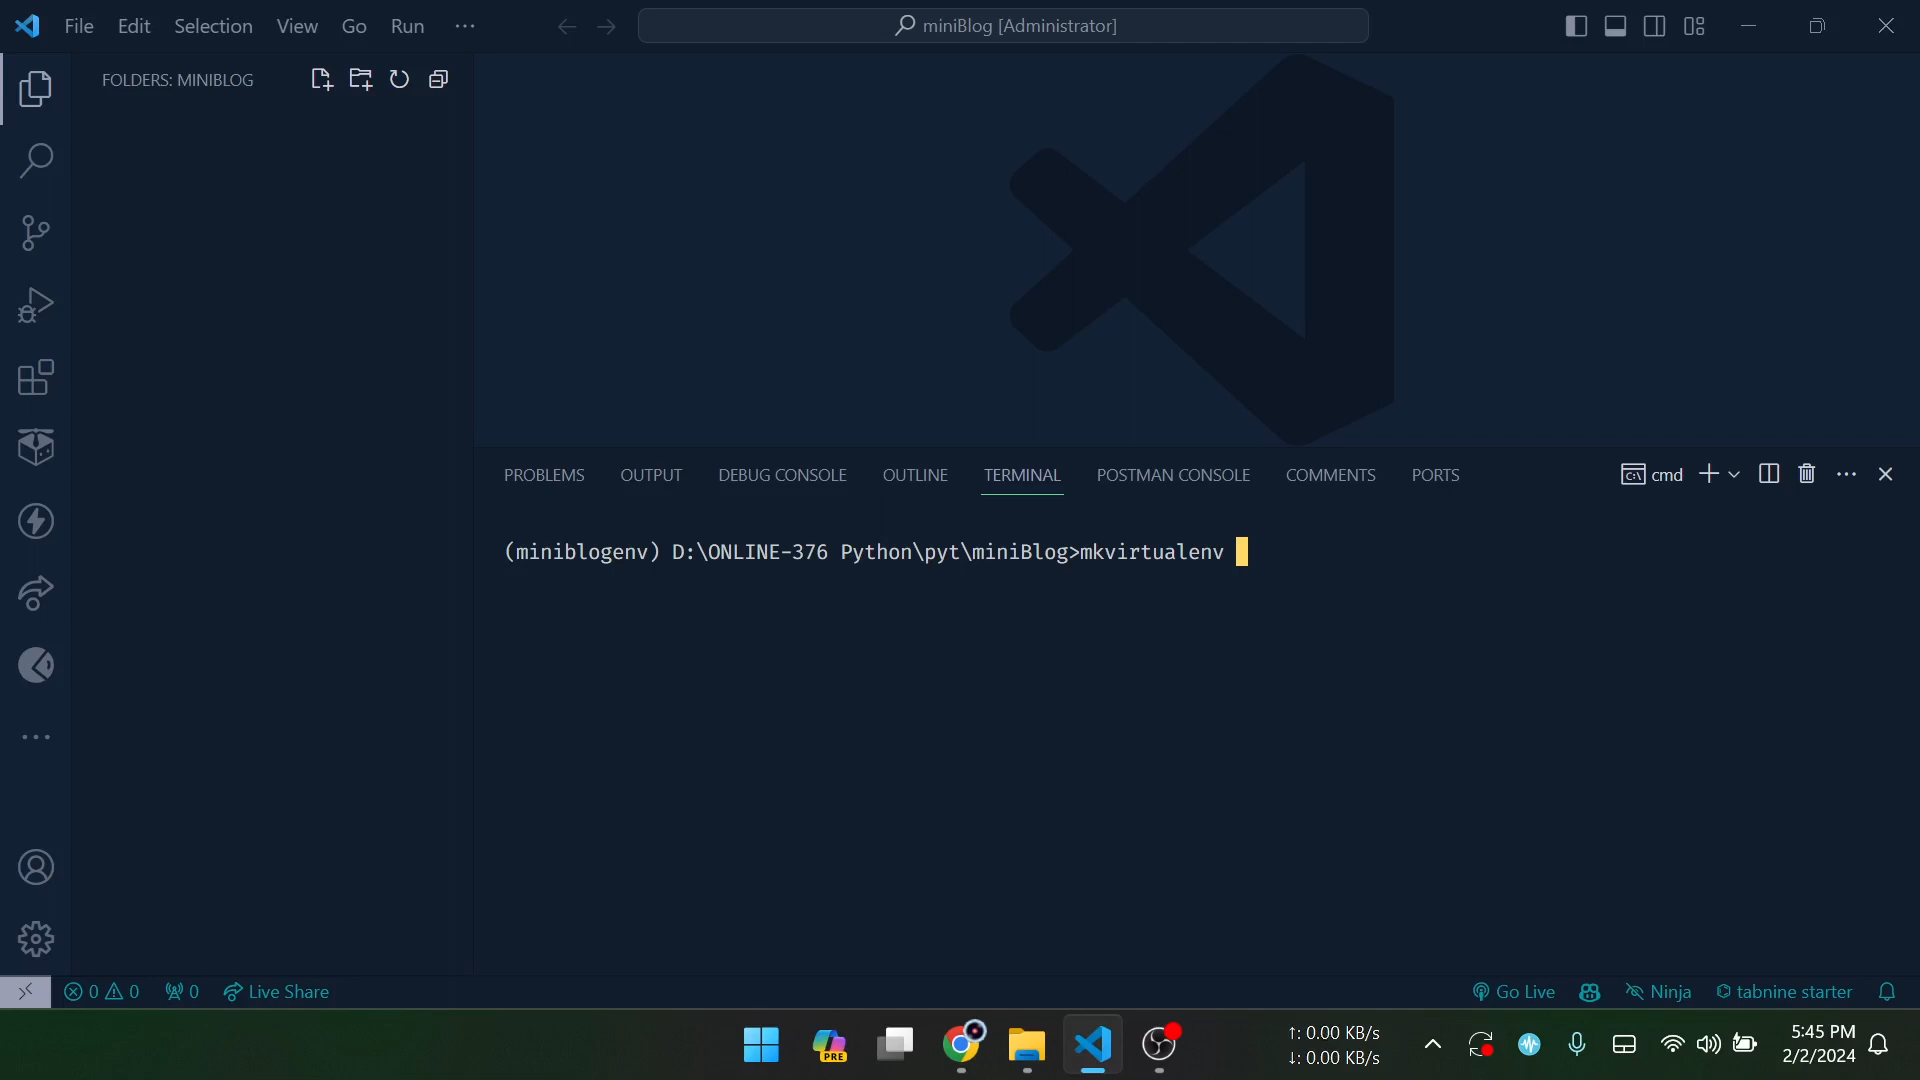 File Edit Selection View Go Run ···
miniBlog [Administrator]
FOLDERS: MINIBLOG
PROBLEMS OUTPUT DEBUG CONSOLE OUTLINE TERMINAL POSTMAN CONSOLE COMMENTS PORTS
cmd
(miniblogenv) D:\ONLINE-376 Python\pyt\miniBlog>mkvirtualenv
0 0 0 Live Share
Go Live Ninja tabnine starter
PRE
↑: 0.00 KB/s
↓: 0.00 KB/s
5:45 PM
2/2/2024